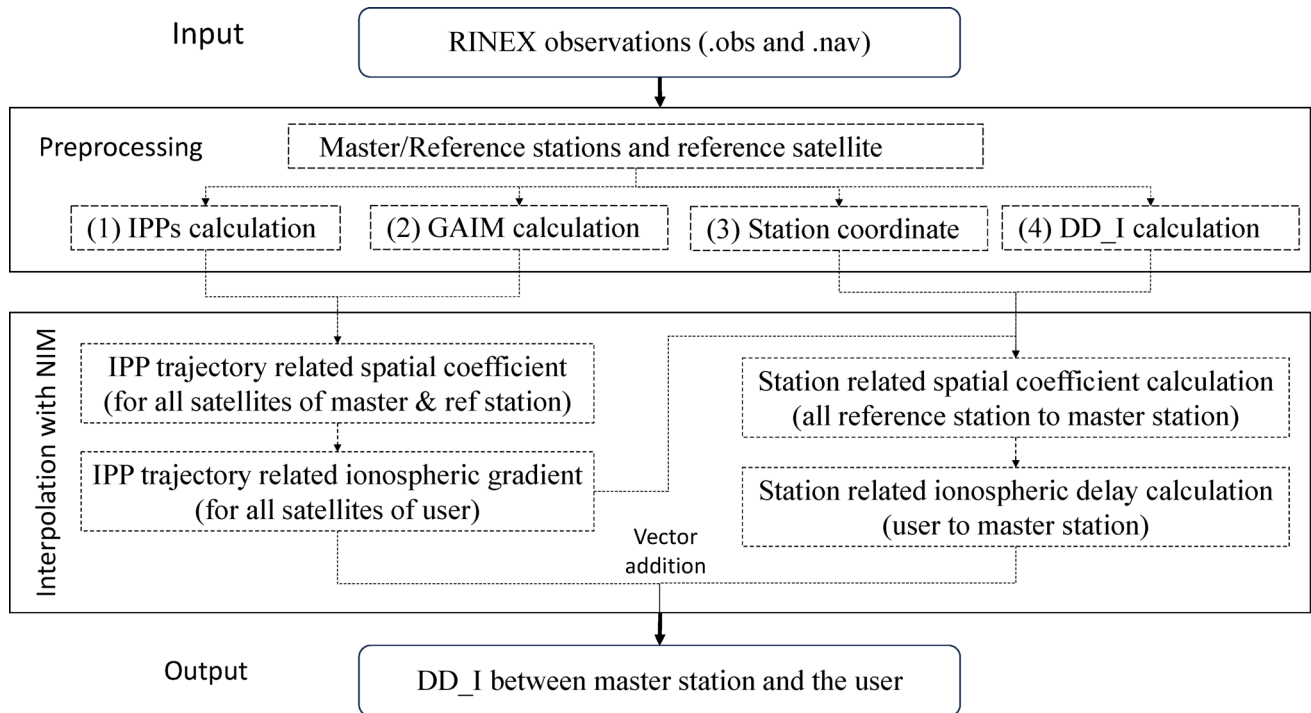 Input
RINEX observations (.obs and .nav)
Preprocessing
Master/Reference stations and reference satellite
(1) IPPs calculation
(2) GAIM calculation
(3) Station coordinate
(4) DD_I calculation
Interpolation with NIM
IPP trajectory related spatial coefficient
(for all satellites of master & ref station)
IPP trajectory related ionospheric gradient
(for all satellites of user)
Station related spatial coefficient calculation
(all reference station to master station)
Station related ionospheric delay calculation
(user to master station)
Vector
addition
Output
DD_I between master station and the user